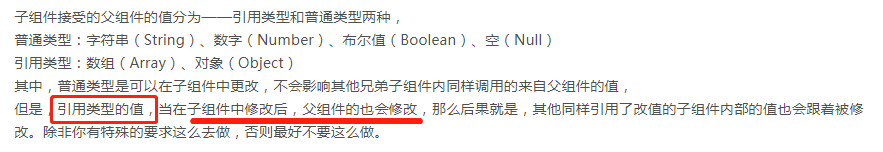 子组件接受的父组件的值分为——引用类型和普通类型两种，
普通类型：字符串（String）、数字（Number）、布尔值（Boolean）、空（Null）
引用类型：数组（Array）、对象（Object）
其中，普通类型是可以在子组件中更改，不会影响其他兄弟子组件内同样调用的来自父组件的值，
但是，引用类型的值，当在子组件中修改后，父组件的也会修改，那么后果就是，其他同样引用了改值的子组件内部的值也会跟着被修
改。除非你有特殊的要求这么去做，否则最好不要这么做。